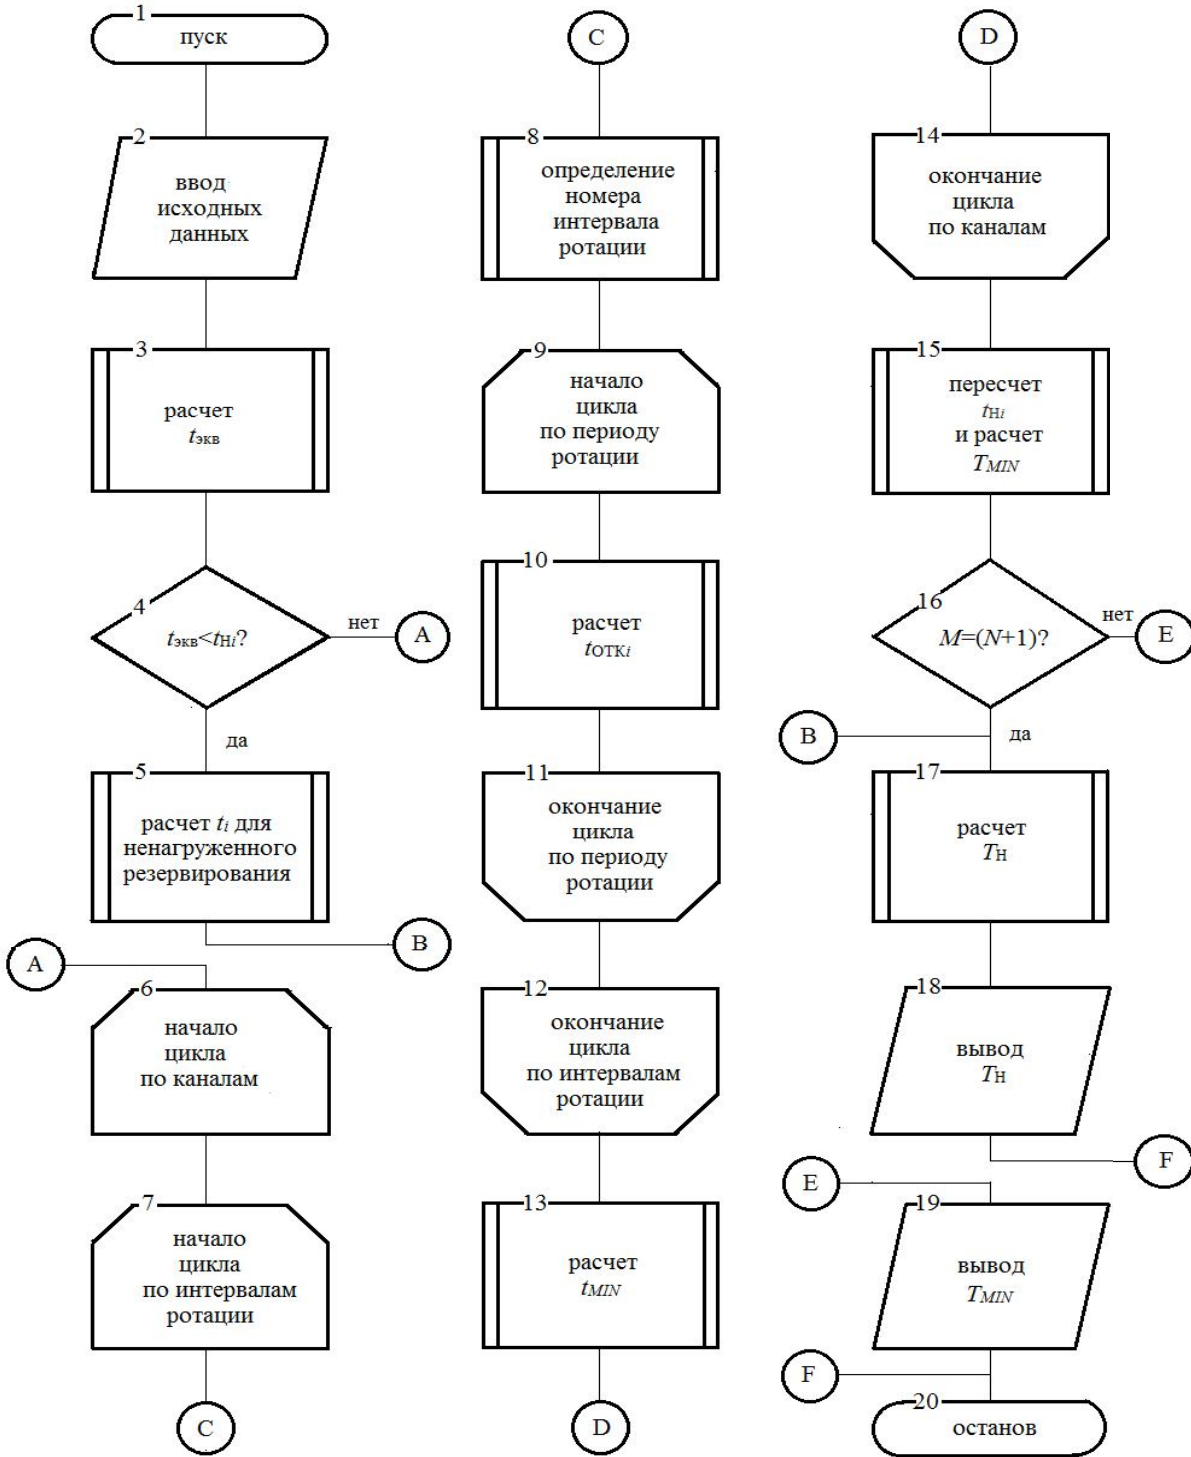 1
пуск
2
ввод
исходных
данных
3
расчет
tэкв
4
tэкв<tНi?
нет
A
да
5
расчет ti для
ненагруженного
резервирования
B
A
6
начало
цикла
по каналам
7
начало
цикла
по интервалам
ротации
C
C
8
определение
номера
интервала
ротации
9
начало
цикла
по периоду
ротации
10
расчет
tОТКi
11
окончание
цикла
по периоду
ротации
12
окончание
цикла
по интервалам
ротации
13
расчет
tMIN
D
D
14
окончание
цикла
по каналам
15
пересчет
tНi
и расчет
TMIN
16
M=(N+1)?
нет
E
B
да
17
расчет
TН
18
вывод
TН
F
E
19
вывод
TMIN
F
20
останов